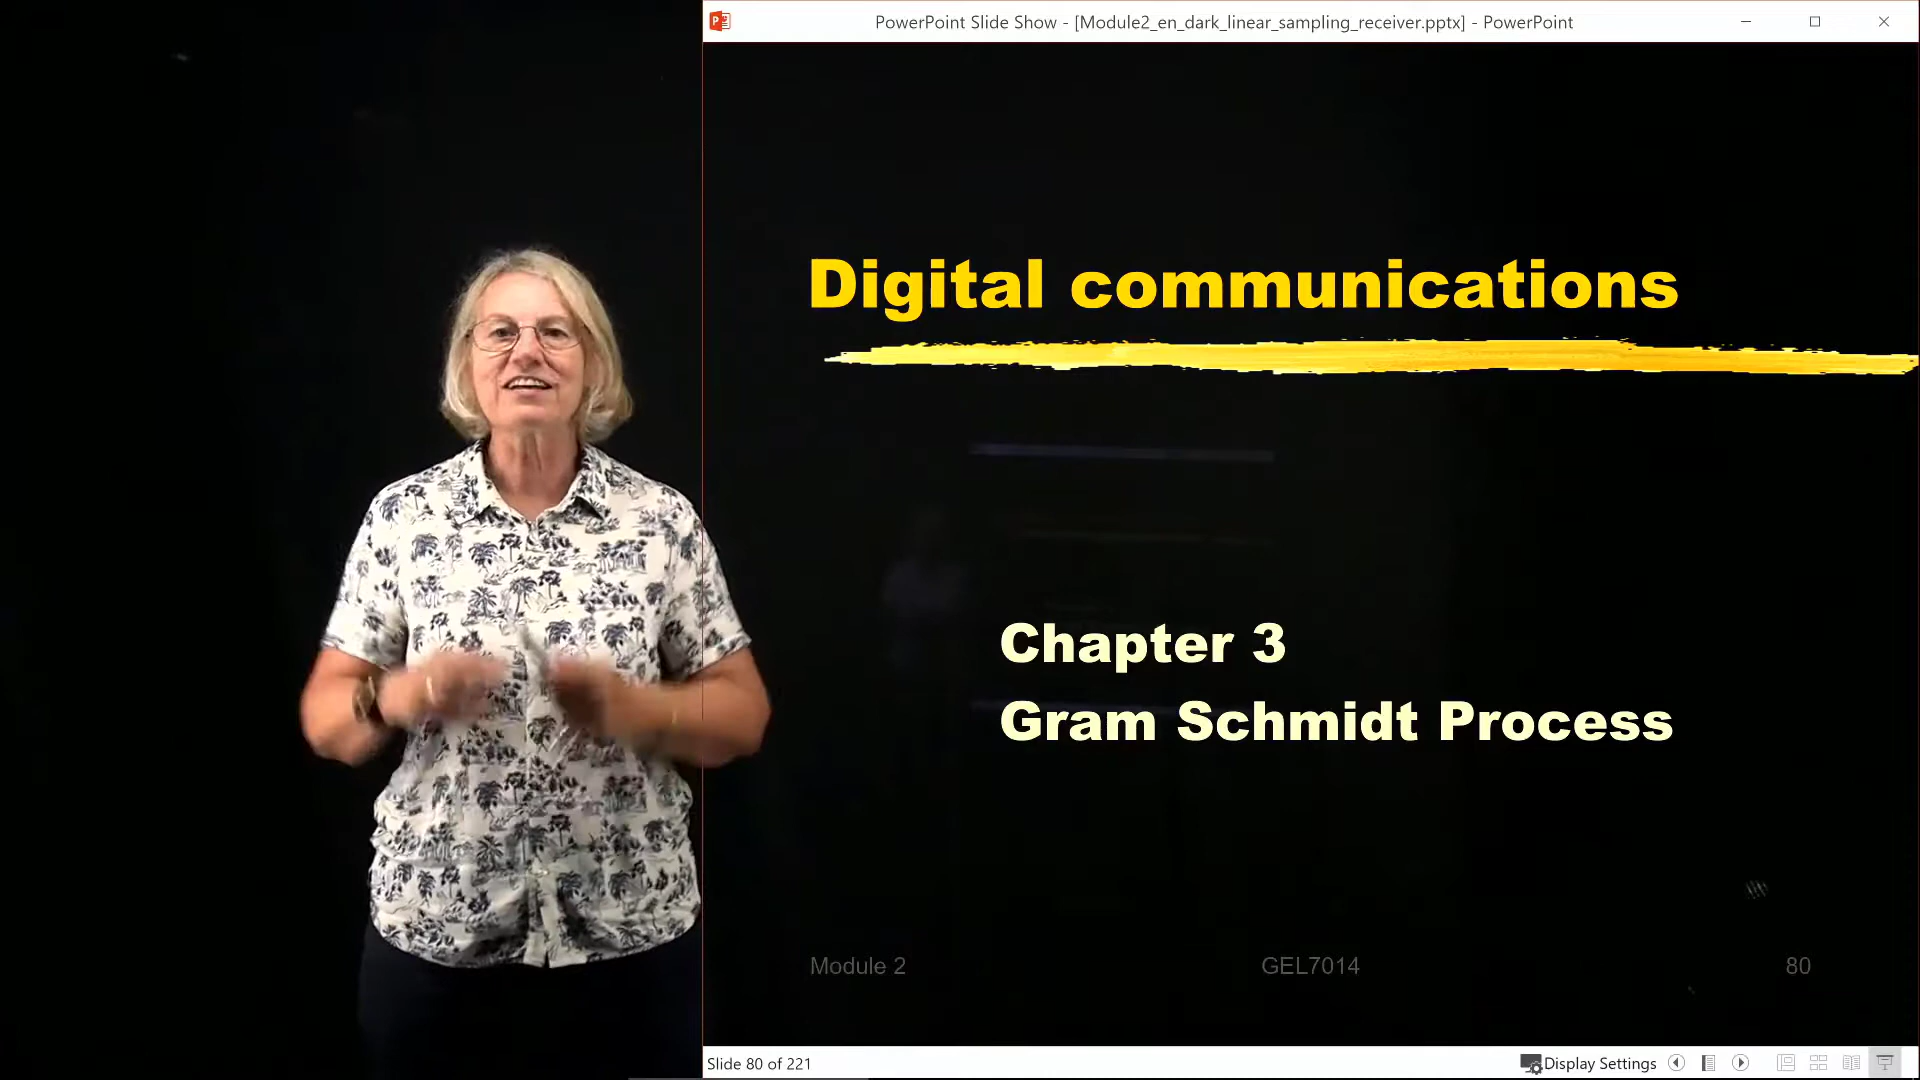 PowerPoint Slide Show - [Module2_en_dark_linear_sampling_receiver.pptx] - PowerPoint
Digital communications
Chapter 3
Gram Schmidt Process
Module 2 GEL7014 80
Slide 80 of 221 Display Settings